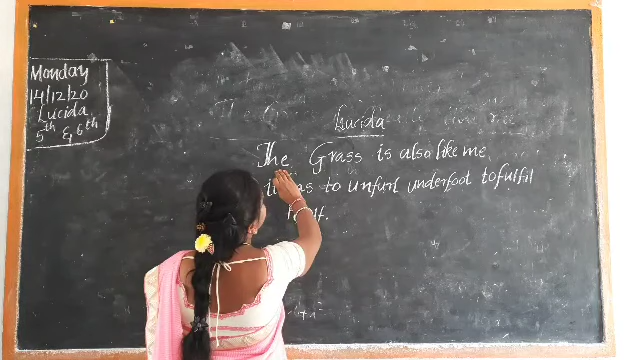 Monday
14/12/20
Lucida
5th & 6th
Lucida
The Grass is also like me
to unfurl underfoot to fulfil